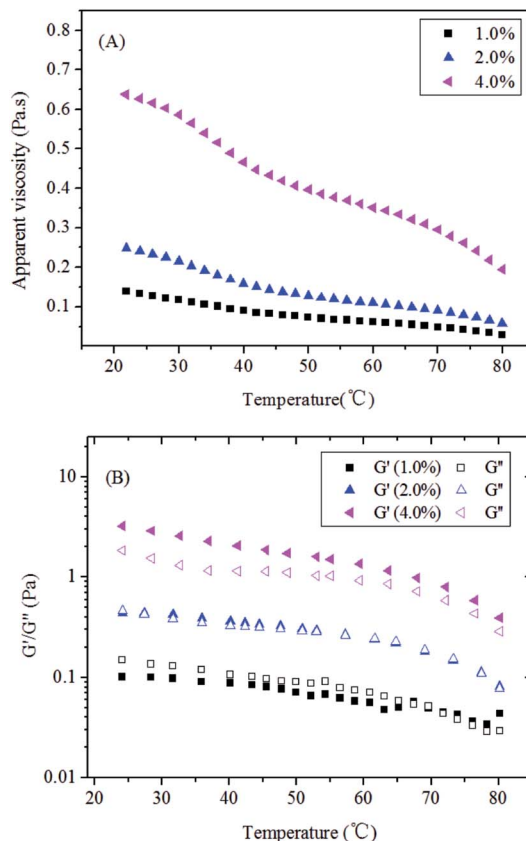 (A)
1.0%
2.0%
4.0%
0.8
0.7
0.6
0.5
0.4
0.3
0.2
0.1
Apparent viscosity (Pa.s)
20 30 40 50 60 70 80
Temperature(℃)
(B)
G' (1.0%) G''
G' (2.0%) G''
G' (4.0%) G''
10
1
0.1
0.01
G'/G'' (Pa)
20 30 40 50 60 70 80
Temperature (℃)